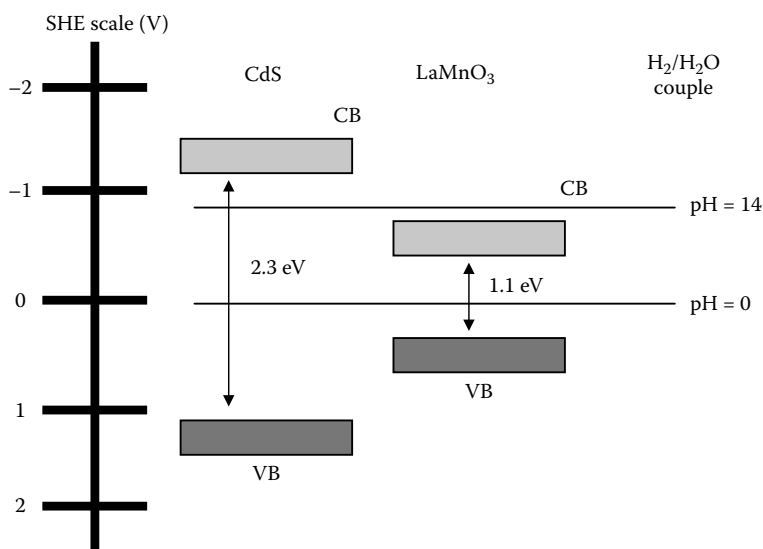 SHE scale (V)
CdS
LaMnO₃
H₂/H₂O
couple
–2
CB
–1
CB
pH = 14
2.3 eV
1.1 eV
0
pH = 0
VB
1
VB
2